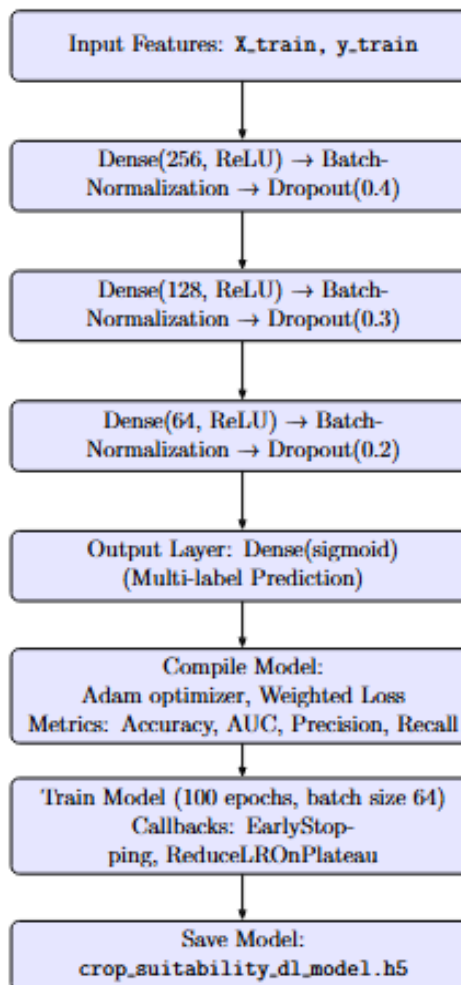 Input Features: X_train, y_train
Dense(256, ReLU) → Batch-
Normalization → Dropout(0.4)
Dense(128, ReLU) → Batch-
Normalization → Dropout(0.3)
Dense(64, ReLU) → Batch-
Normalization → Dropout(0.2)
Output Layer: Dense(sigmoid)
(Multi-label Prediction)
Compile Model:
Adam optimizer, Weighted Loss
Metrics: Accuracy, AUC, Precision, Recall
Train Model (100 epochs, batch size 64)
Callbacks: EarlyStop-
ping, ReduceLROnPlateau
Save Model:
crop_suitability_dl_model.h5